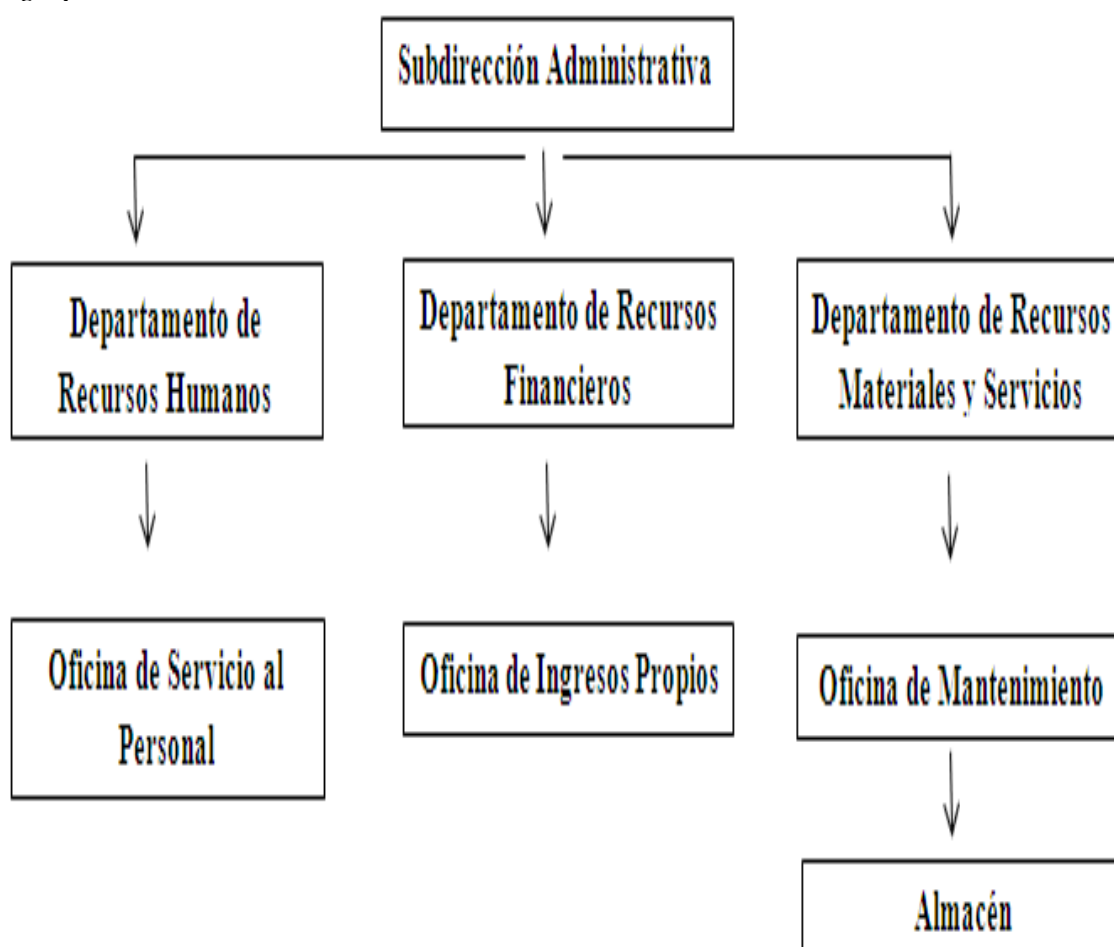 Subdirección Administrativa
Departamento de
Recursos Humanos
Departamento de Recursos
Financieros
Departamento de Recursos
Materiales y Servicios
Oficina de Servicio al
Personal
Oficina de Ingresos Propios
Oficina de Mantenimiento
Almacén